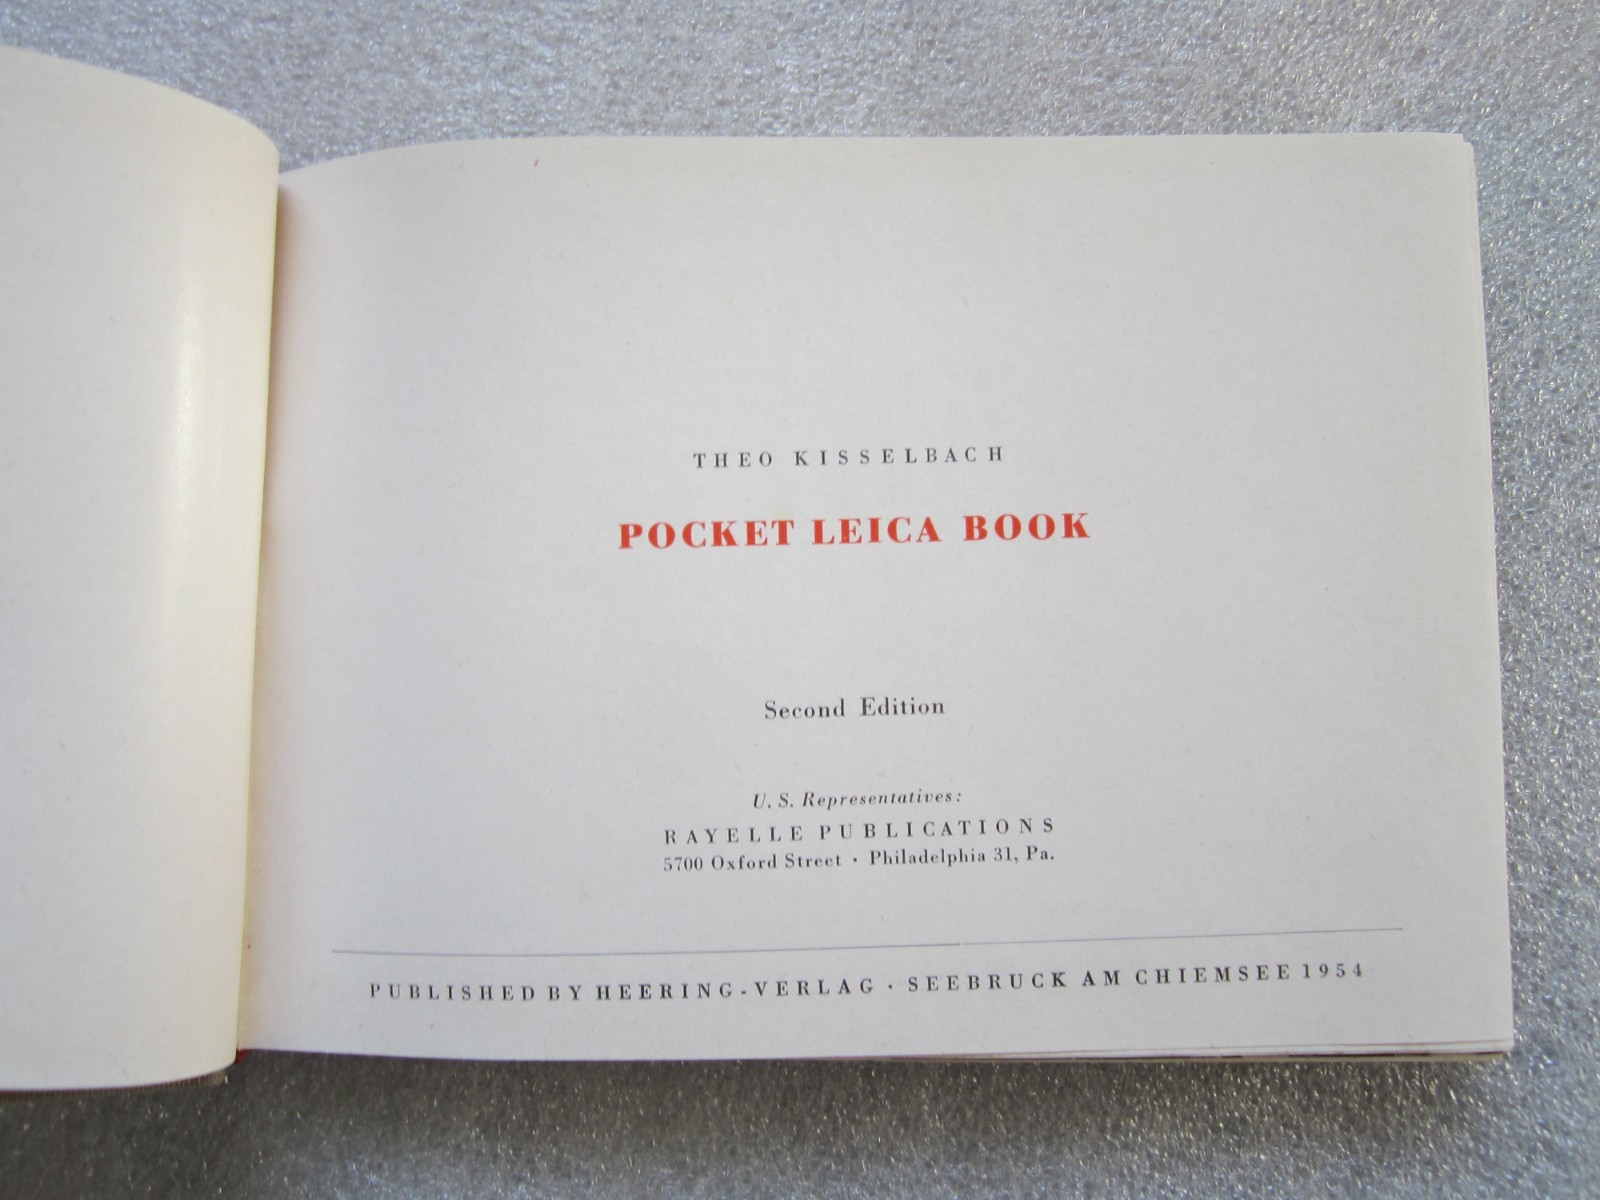 THEO KISSELBACH
POCKET LEICA BOOK
Second Edition
U. S. Representatives:
RAYELLE PUBLICATIONS
5700 Oxford Street · Philadelphia 31, Pa.
PUBLISHED BY HEERING-VERLAG · SEEBRUCK AM CHIEMSEE 1954